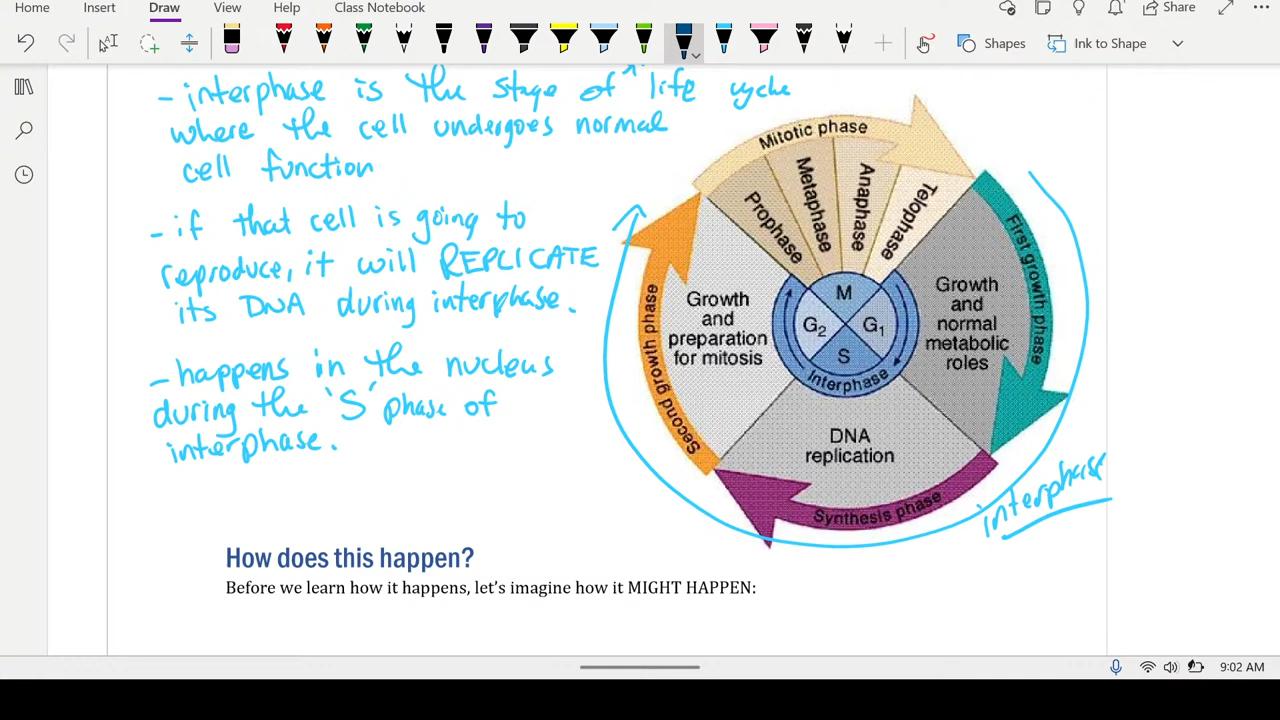 Home Insert Draw View Help Class Notebook
Share
Shapes Ink to Shape
- interphase is the stage of ^ life cycle
where the cell undergoes normal
cell function
- if that cell is going to
reproduce, it will REPLICATE
its DNA during interphase.
- happens in the nucleus
during the 'S' phase of
interphase.
Mitotic phase
Prophase
Metaphase
Anaphase
Telophase
First growth phase
Growth
and
normal
metabolic
roles
Second growth phase
Growth
and
preparation
for mitosis
M
G2
G1
S
Interphase
DNA
replication
Synthesis phase
interphase
How does this happen?
Before we learn how it happens, let's imagine how it MIGHT HAPPEN:
9:02 AM